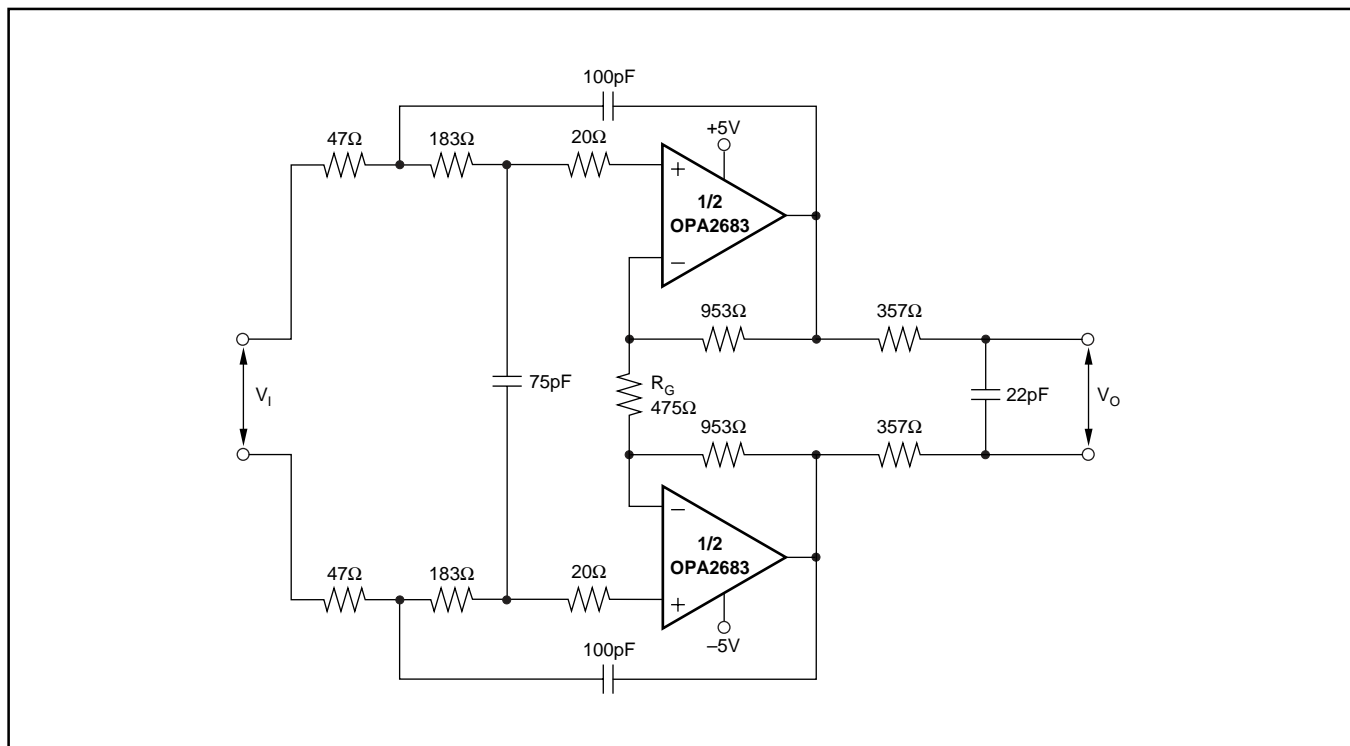 100pF
47Ω
183Ω
20Ω
+5V
+
1/2
OPA2683
−
953Ω
357Ω
V_I
75pF
R_G
475Ω
22pF
V_O
953Ω
357Ω
−
1/2
OPA2683
+
47Ω
183Ω
20Ω
–5V
100pF